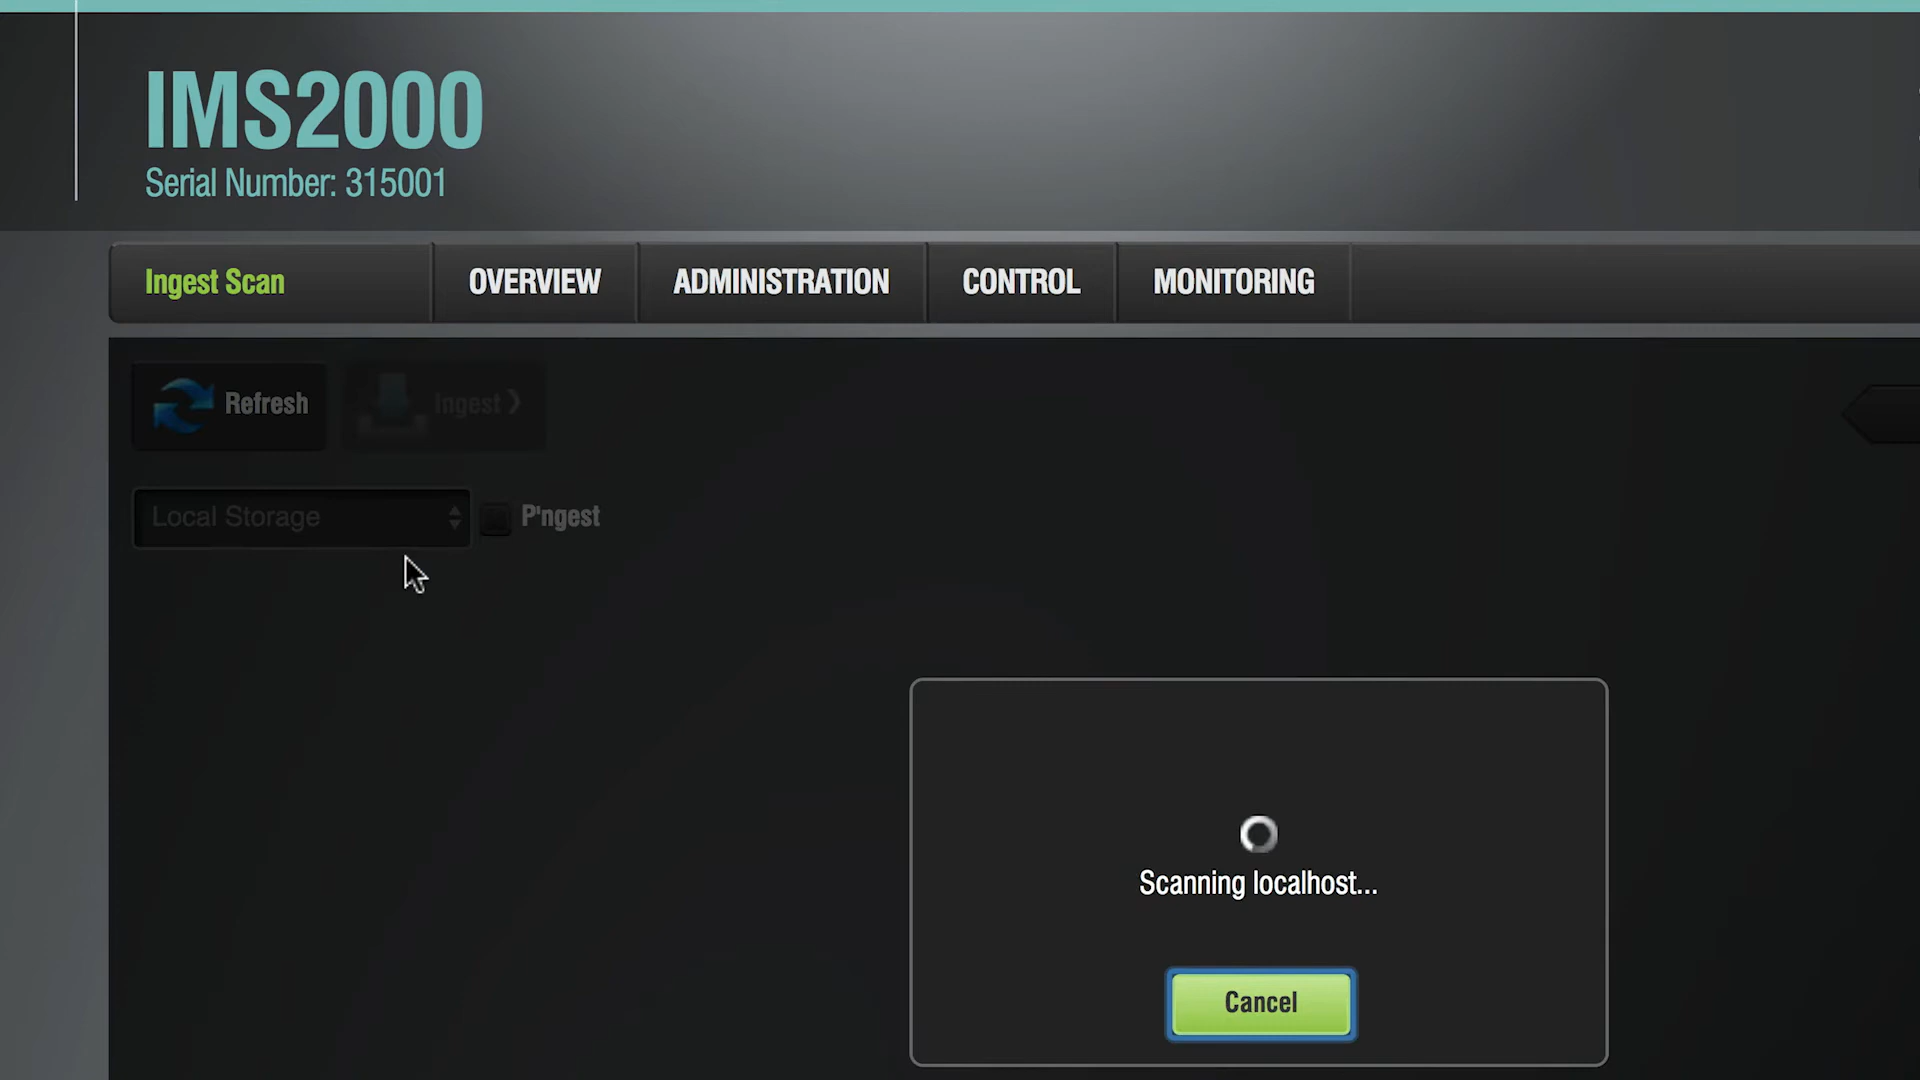 IMS2000
Serial Number: 315001
Ingest Scan
OVERVIEW
ADMINISTRATION
CONTROL
MONITORING
Refresh
Ingest ❯
Local Storage
P'ngest
Scanning localhost...
Cancel